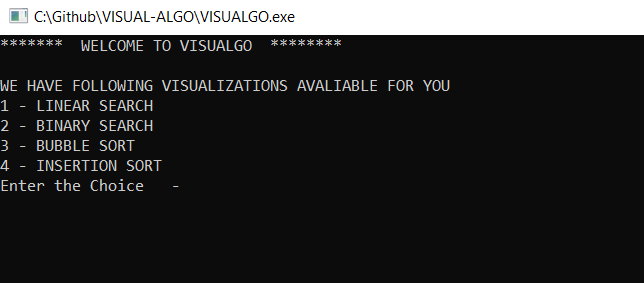 C:\Github\VISUAL-ALGO\VISUALGO.exe
*******  WELCOME TO VISUALGO  ********
WE HAVE FOLLOWING VISUALIZATIONS AVALIABLE FOR YOU
1 - LINEAR SEARCH
2 - BINARY SEARCH
3 - BUBBLE SORT
4 - INSERTION SORT
Enter the Choice   -